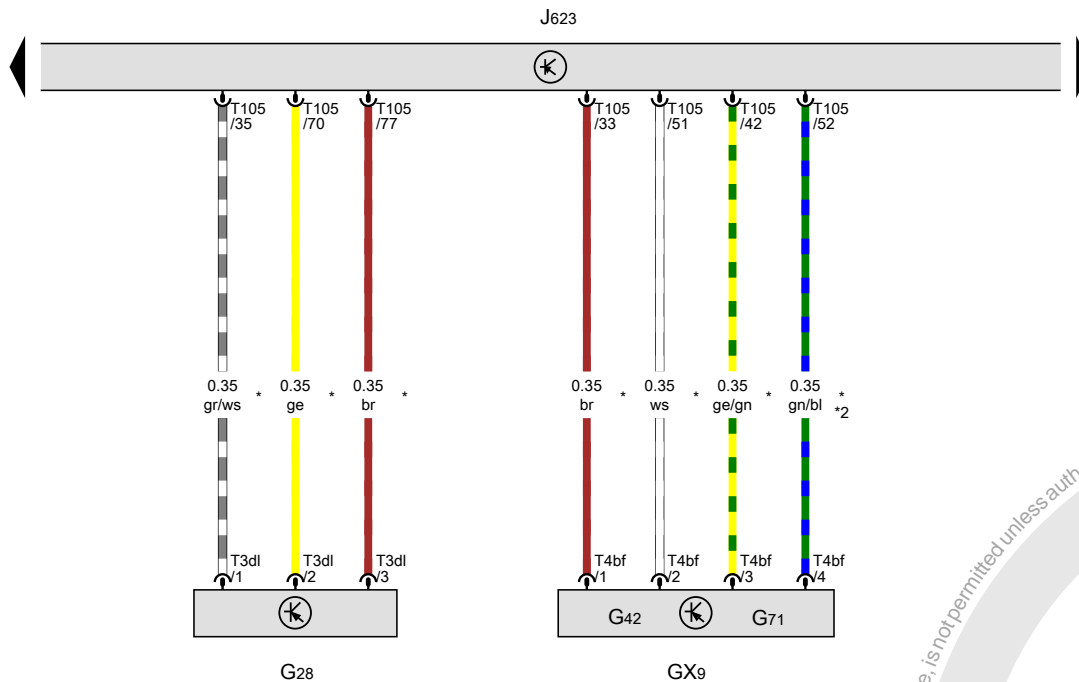 J623
T105 T105 T105 T105 T105 T105 T105
/35 /70 /77 /33 /51 /42 /52
0.35 0.35 0.35 0.35 0.35 0.35 0.35
gr/ws * ge * br * br * ws * ge/gn * gn/bl *
*2
T3dl T3dl T3dl T4bf T4bf T4bf T4bf
/1 /2 /3 /1 /2 /3 /4
G42 G71
G28 GX9
is not permitted unless